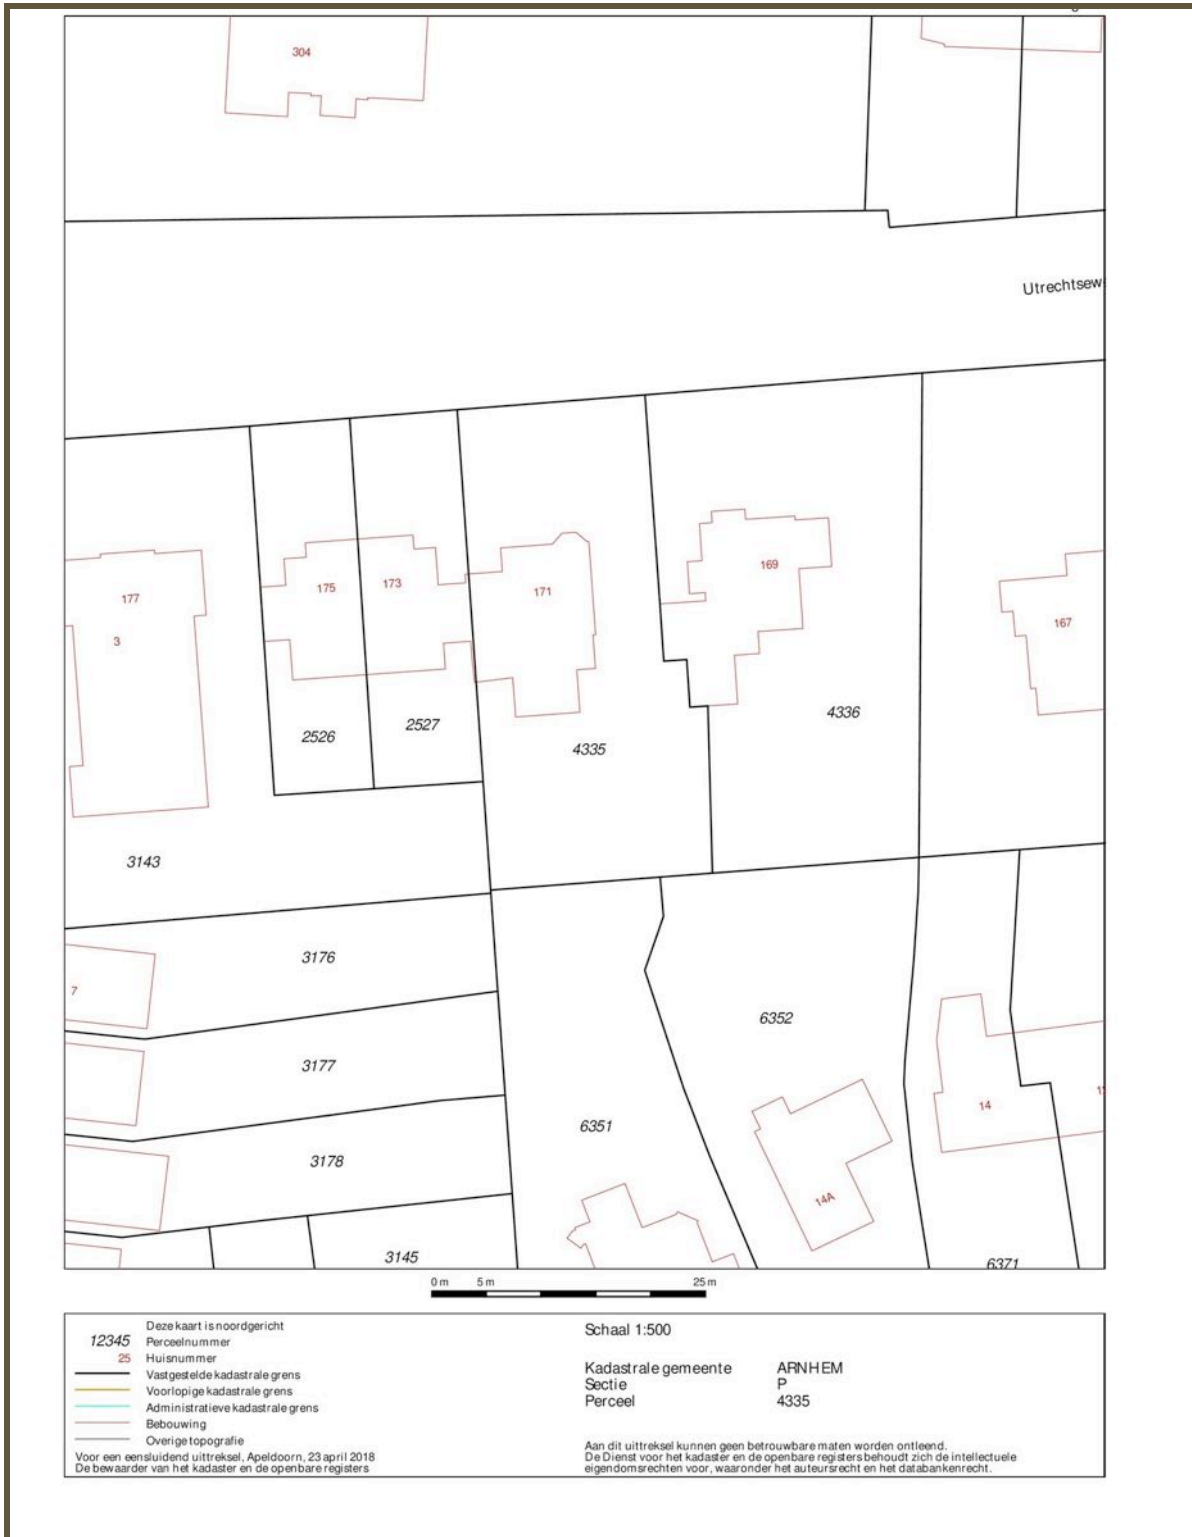 304
Utrechtsew
177
3
175
173
171
169
167
2526
2527
4335
4336
3143
3176
7
6352
3177
14
6351
3178
14A
3145
6371
0 m 5 m 25 m
Deze kaart is noordgericht
12345 Perceelnummer
25 Huisnummer
Vastgestelde kadastrale grens
Voorlopige kadastrale grens
Administratieve kadastrale grens
Bebouwing
Overige topografie
Voor een eensluidend uittreksel, Apeldoorn, 23 april 2018
De bewaarder van het kadaster en de openbare registers
Schaal 1:500
Kadastrale gemeente ARNHEM
Sectie P
Perceel 4335
Aan dit uittreksel kunnen geen betrouwbare maten worden ontleend.
De Dienst voor het kadaster en de openbare registers behoudt zich de intellectuele
eigendomsrechten voor, waaronder het auteursrecht en het databankenrecht.